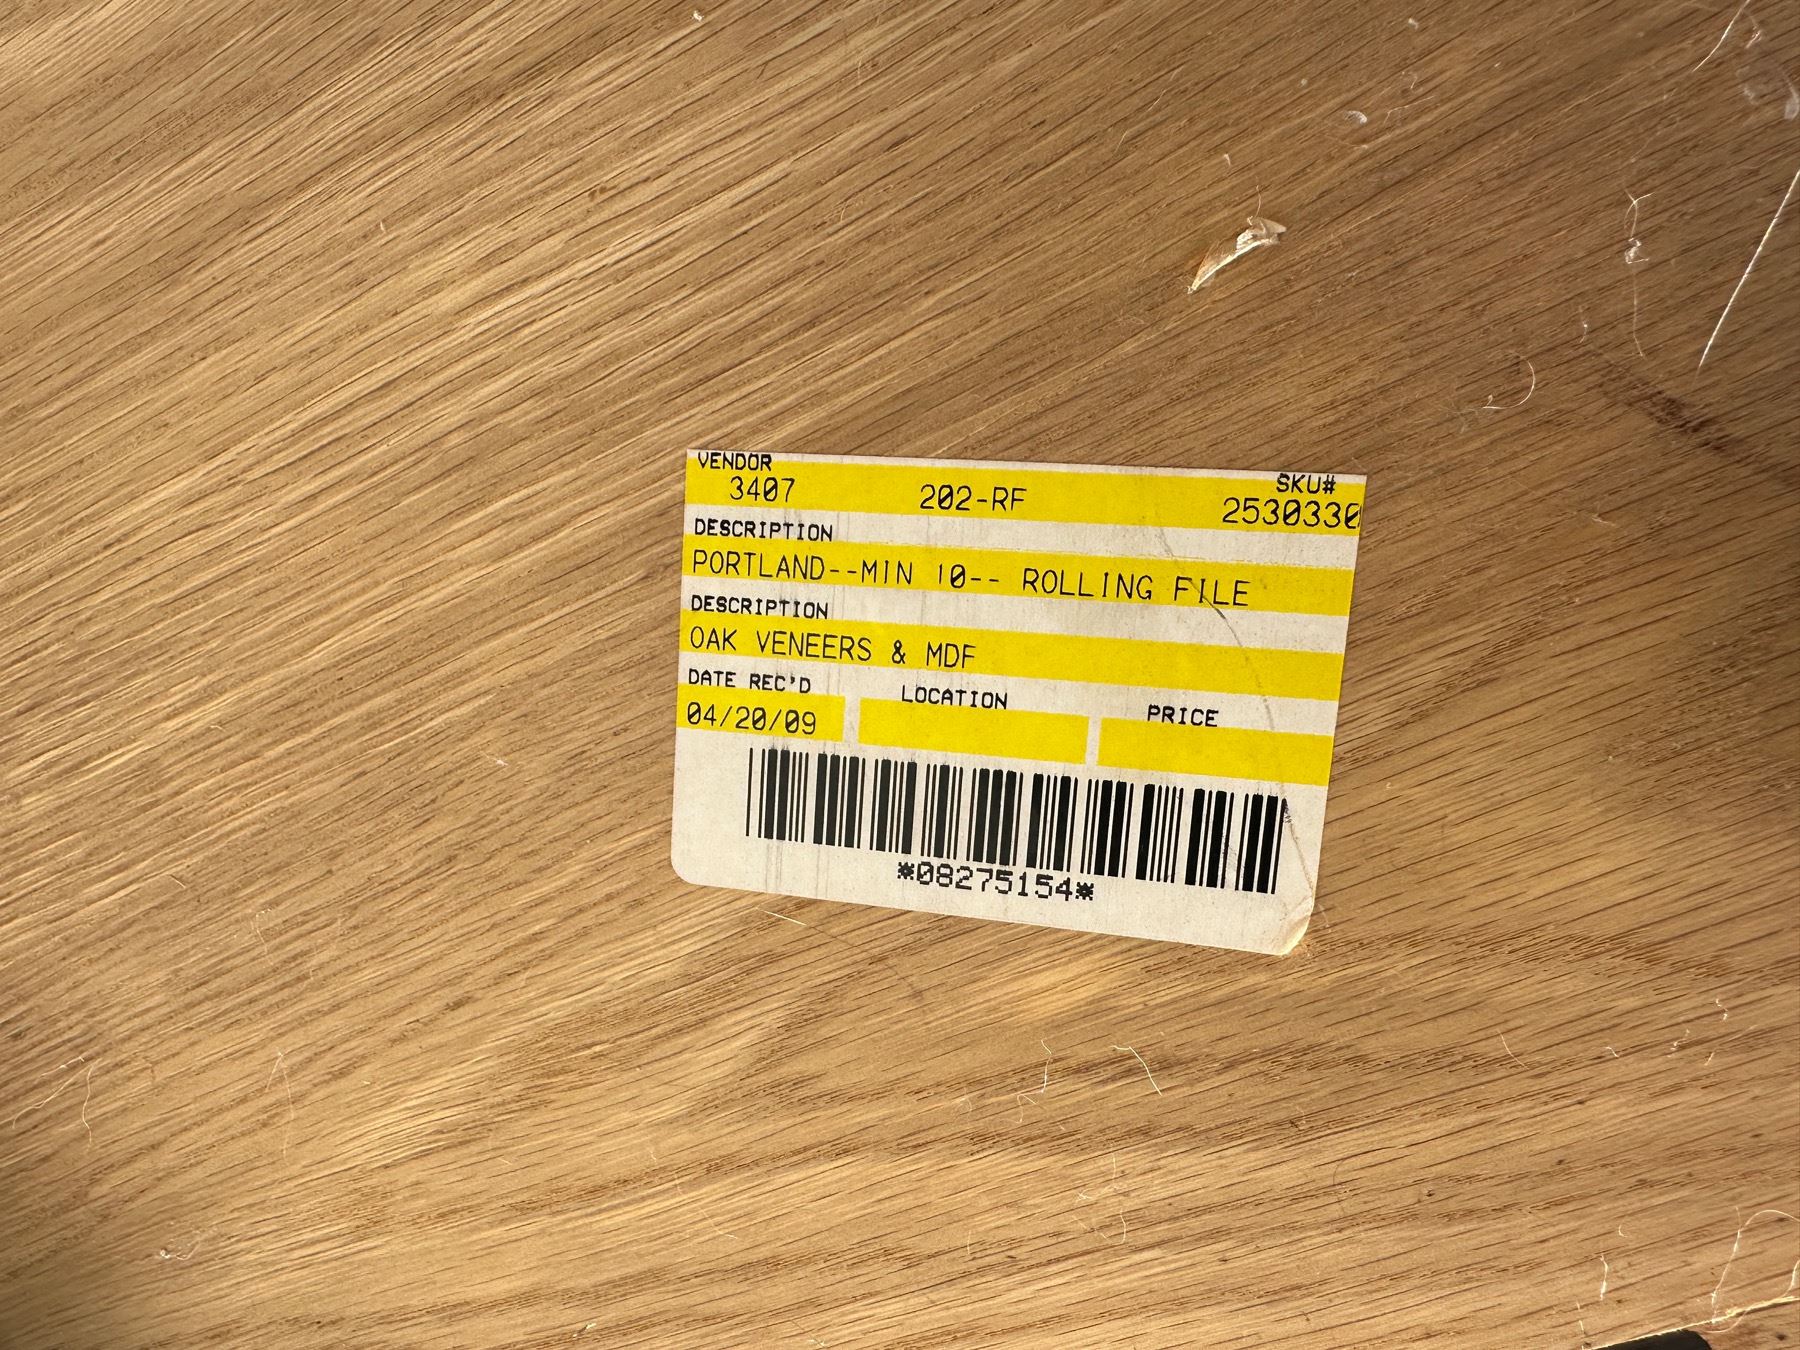 VENDOR SKU#
3407 202-RF 2530330
DESCRIPTION
PORTLAND--MIN 10-- ROLLING FILE
DESCRIPTION
OAK VENEERS & MDF
DATE REC'D LOCATION PRICE
04/20/09
*08275154*